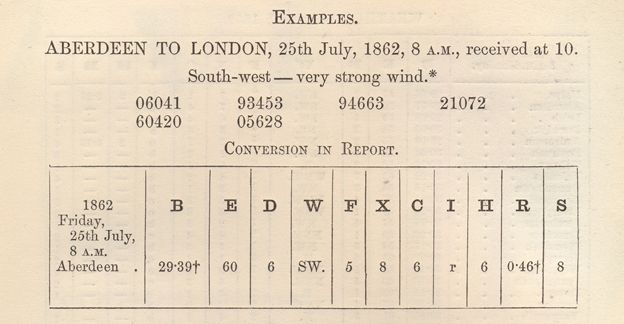 EXAMPLES.
ABERDEEN TO LONDON, 25th July, 1862, 8 A.M., received at 10.
South-west — very strong wind.*
06041 93453 94663 21072
60420 05628
CONVERSION IN REPORT.
1862 B E D W F X C I H R S
Friday,
25th July,
8 A.M.
Aberdeen . 29·39† 60 6 SW. 5 8 6 r 6 0·46† 8